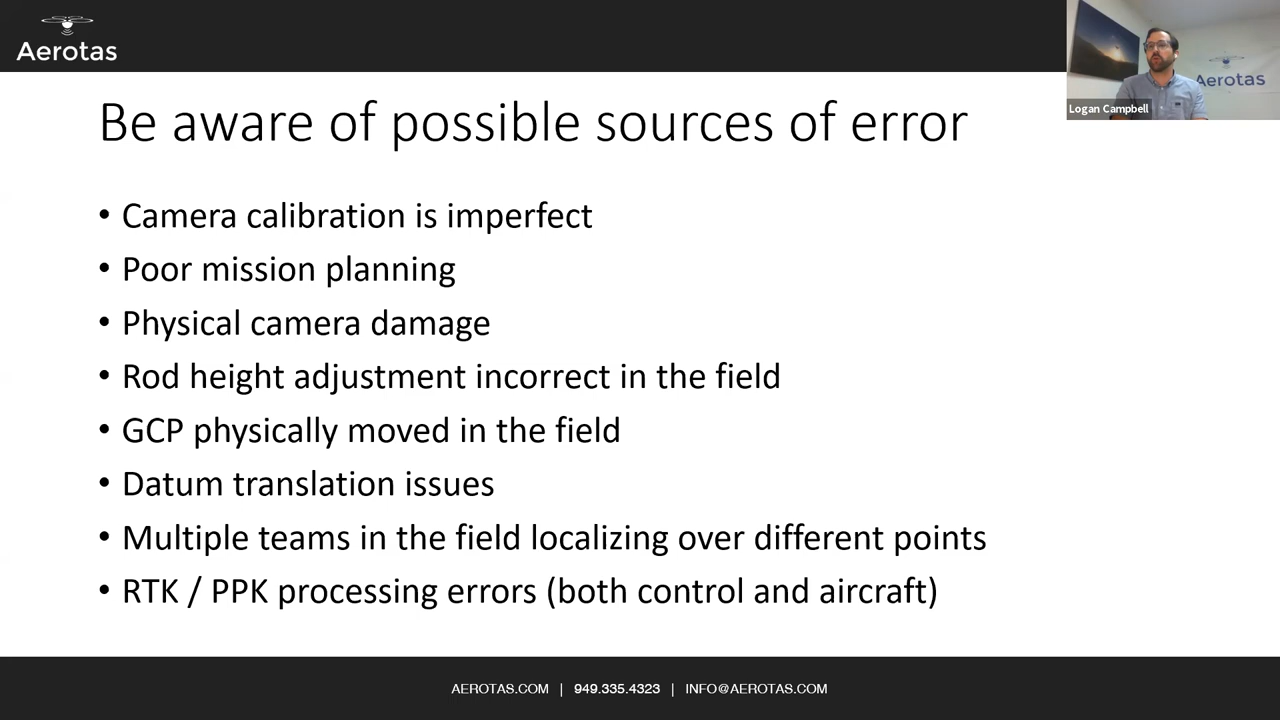 Aerotas
Logan Campbell
Aerotas
Be aware of possible sources of error
• Camera calibration is imperfect
• Poor mission planning
• Physical camera damage
• Rod height adjustment incorrect in the field
• GCP physically moved in the field
• Datum translation issues
• Multiple teams in the field localizing over different points
• RTK / PPK processing errors (both control and aircraft)
AEROTAS.COM | 949.335.4323 | INFO@AEROTAS.COM